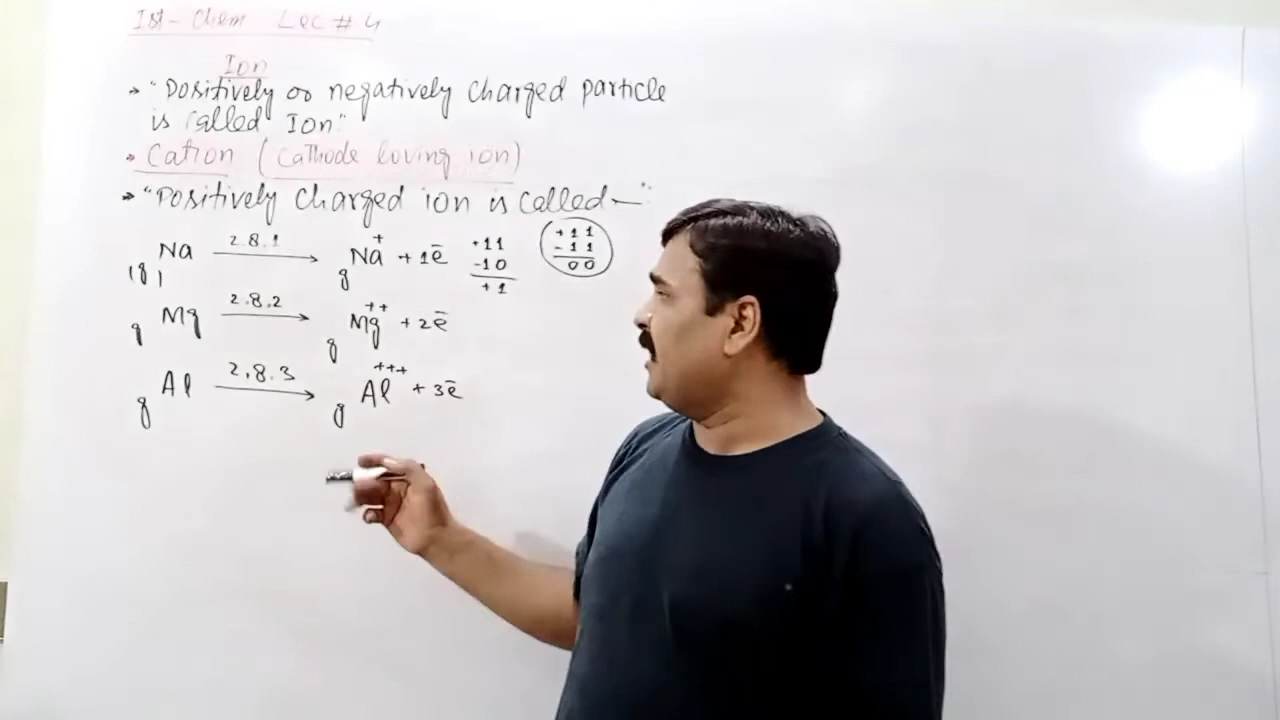 Ist- Chem Lec # 4
Ion
→ "Positively or negatively charged particle
is called Ion"
• Cation (Cathode loving ion)
→ "Positively Charged ion is called—"
Na 2.8.1 → Na⁺ + 1ē +11 -10 +1 +11 -11 00
g g
Mg 2.8.2 → Mg⁺⁺ + 2ē
g g
Al 2,8.3 → Al⁺⁺⁺ + 3ē
g g